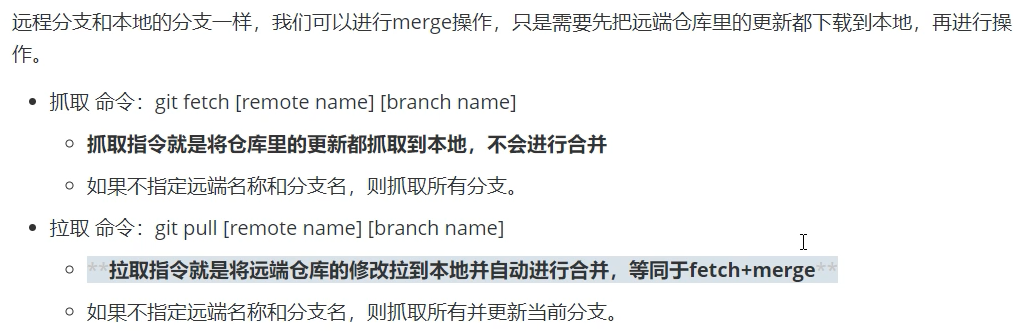 远程分支和本地的分支一样，我们可以进行merge操作，只是需要先把远端仓库里的更新都下载到本地，再进行操
作。
抓取 命令：git fetch [remote name] [branch name]
抓取指令就是将仓库里的更新都抓取到本地，不会进行合并
如果不指定远端名称和分支名，则抓取所有分支。
拉取 命令：git pull [remote name] [branch name]
**拉取指令就是将远端仓库的修改拉到本地并自动进行合并，等同于fetch+merge**
如果不指定远端名称和分支名，则抓取所有并更新当前分支。